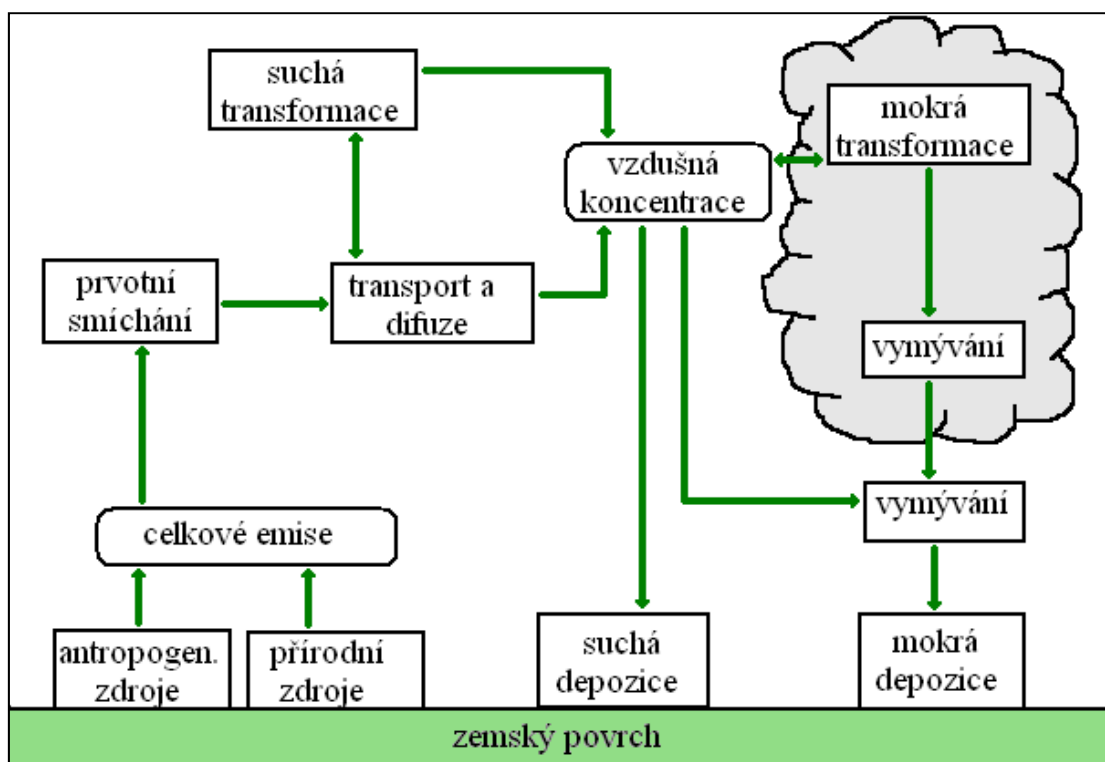 suchá
transformace
mokrá
transformace
vzdušná
koncentrace
prvotní
smíchání
transport a
difuze
vymývání
vymývání
celkové emise
antropogen.
zdroje
přírodní
zdroje
suchá
depozice
mokrá
depozice
zemský povrch